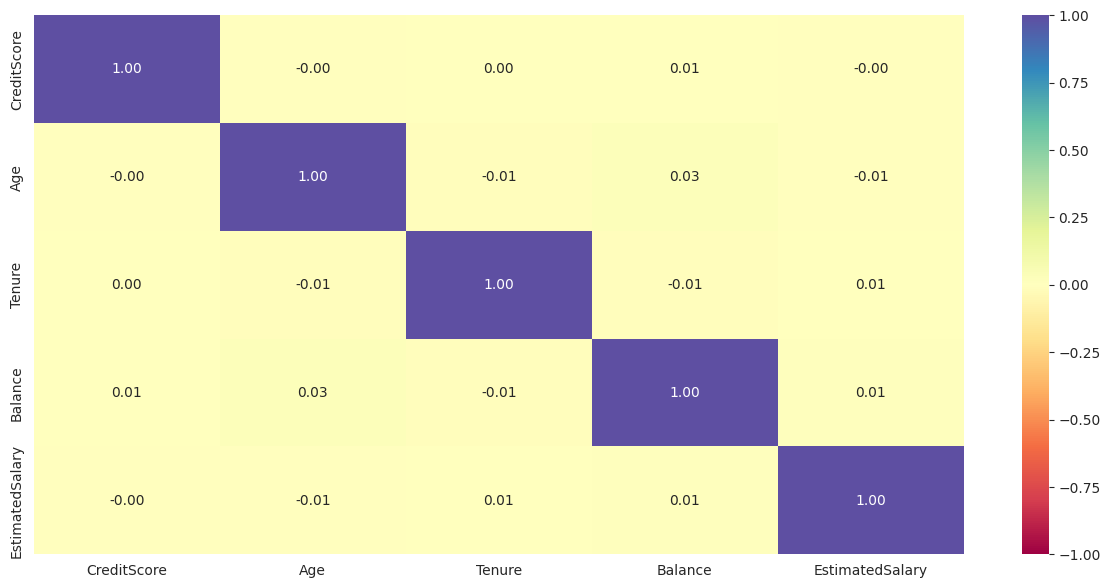 CreditScore 1.00 -0.00 0.00 0.01 -0.00
Age -0.00 1.00 -0.01 0.03 -0.01
Tenure 0.00 -0.01 1.00 -0.01 0.01
Balance 0.01 0.03 -0.01 1.00 0.01
EstimatedSalary -0.00 -0.01 0.01 0.01 1.00
CreditScore Age Tenure Balance EstimatedSalary
1.00
0.75
0.50
0.25
0.00
−0.25
−0.50
−0.75
−1.00